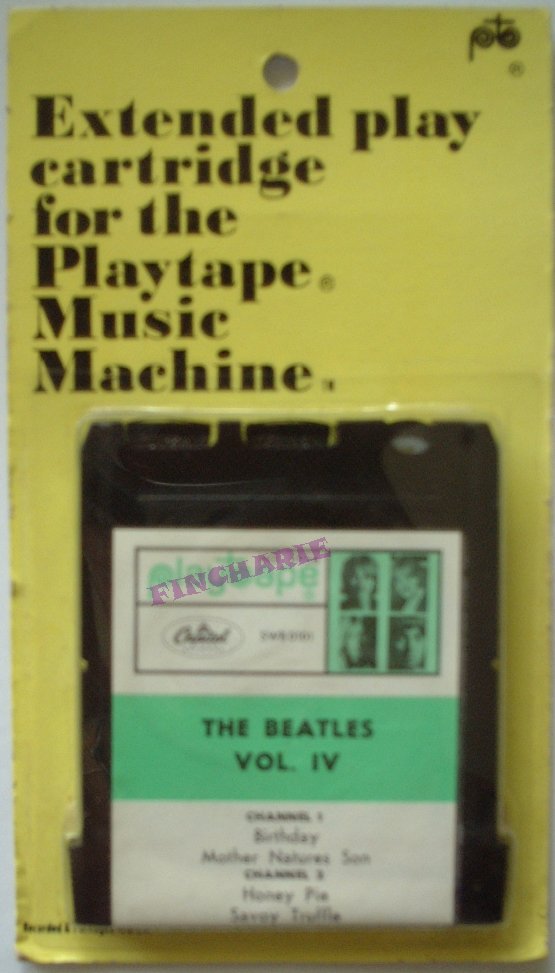 pto
®
Extended play
cartridge
for the
Playtape®
Music
Machine.
playtape
FINCHARIE
Capitol
THE BEATLES
VOL. IV
CHANNEL 1
Birthday
Mother Natures Son
CHANNEL 2
Honey Pie
Savoy Truffle